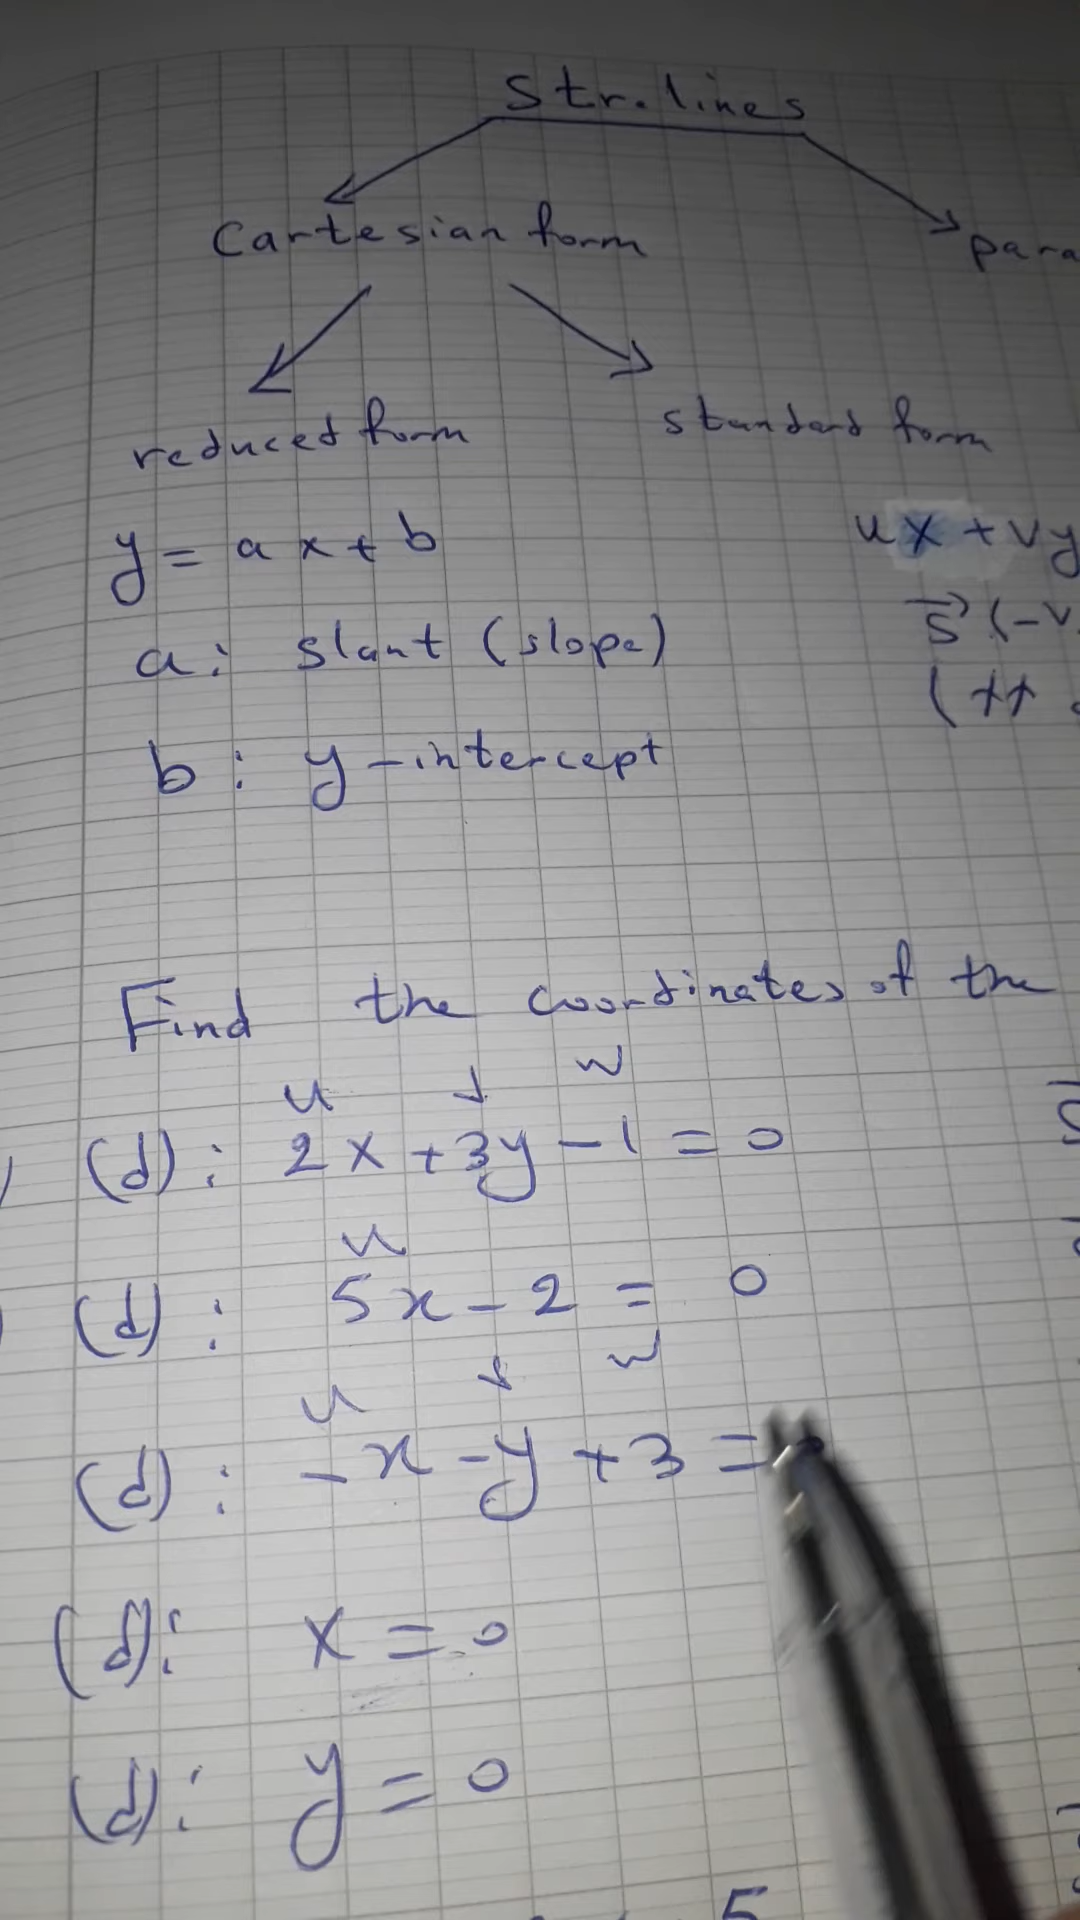 str.lines
Cartesian form
para
reduced form
standard form
y = ax + b
ux + vy
a: slant (slope)
S (-v
b: y-intercept
Find the coordinates of the
u v w
(d): 2x + 3y - 1 = 0
u
(d): 5x - 2 = 0
u v w
(d): -x - y + 3 =
(d): x = 0
(d): y = 0
5